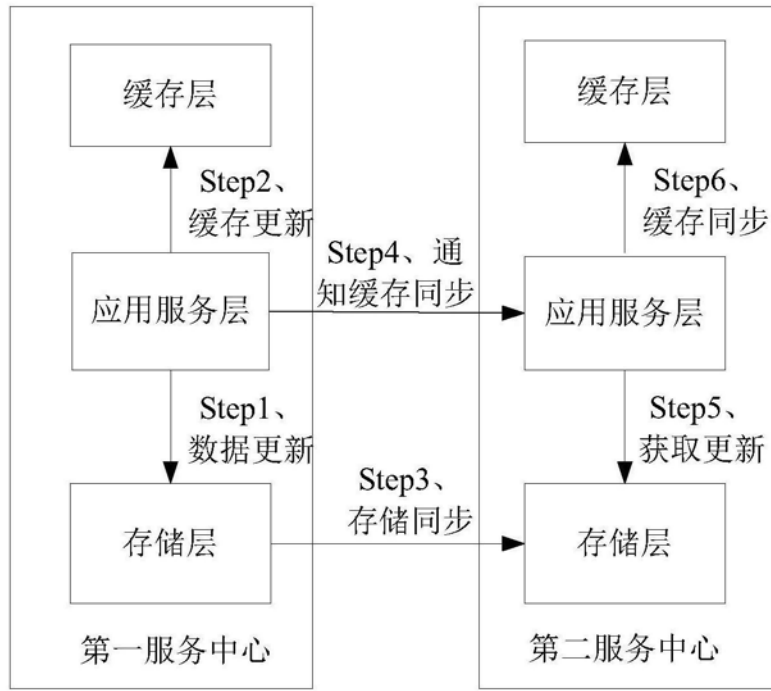 缓存层
缓存层
Step2、
缓存更新
Step6、
缓存同步
Step4、通
知缓存同步
应用服务层
应用服务层
Step1、
数据更新
Step5、
获取更新
Step3、
存储同步
存储层
存储层
第一服务中心
第二服务中心